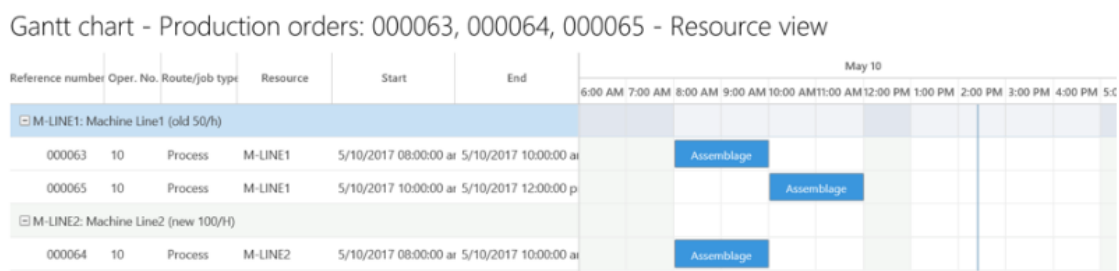 Gantt chart - Production orders: 000063, 000064, 000065 - Resource view
May 10
Reference number Oper. No. Route/job type Resource Start End
6:00 AM 7:00 AM 8:00 AM 9:00 AM 10:00 AM 11:00 AM 12:00 PM 1:00 PM 2:00 PM 3:00 PM 4:00 PM 5:0
M-LINE1: Machine Line1 (old 50/h)
000063 10 Process M-LINE1 5/10/2017 08:00:00 ar 5/10/2017 10:00:00 ar Assemblage
000065 10 Process M-LINE1 5/10/2017 10:00:00 ar 5/10/2017 12:00:00 p Assemblage
M-LINE2: Machine Line2 (new 100/H)
000064 10 Process M-LINE2 5/10/2017 08:00:00 ar 5/10/2017 10:00:00 ar Assemblage